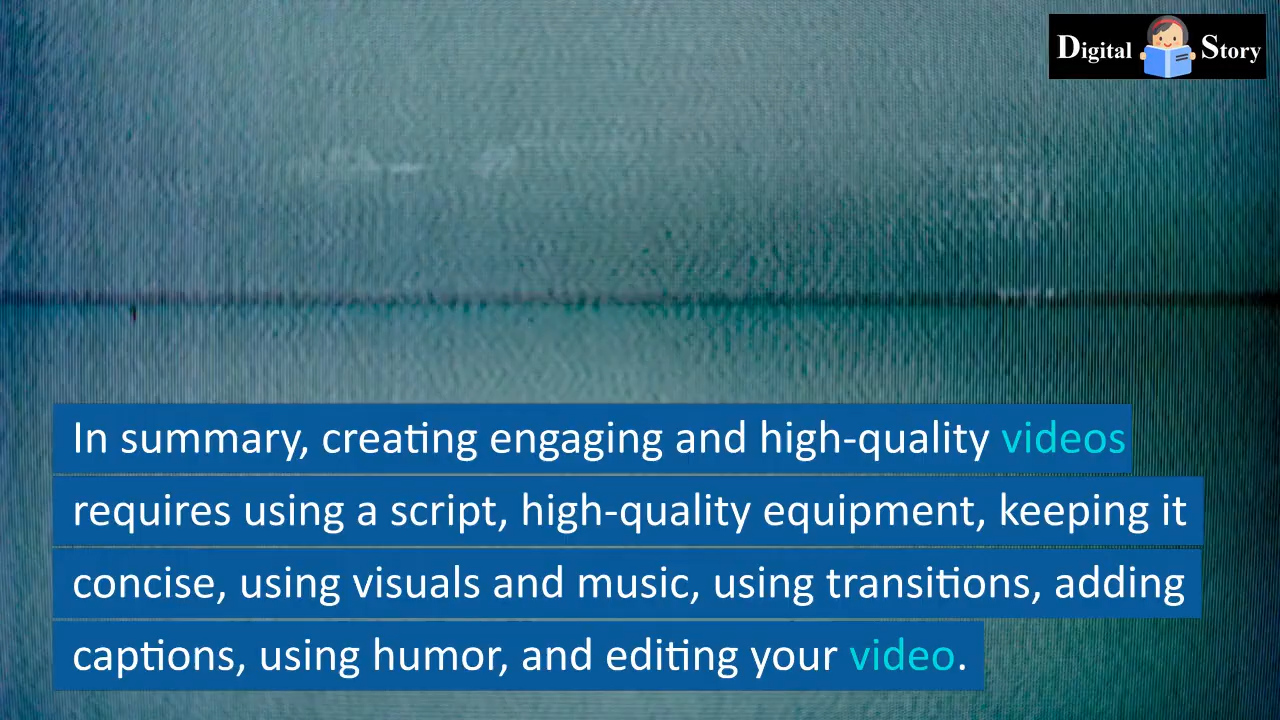 Digital Story
In summary, creating engaging and high-quality videos
requires using a script, high-quality equipment, keeping it
concise, using visuals and music, using transitions, adding
captions, using humor, and editing your video.